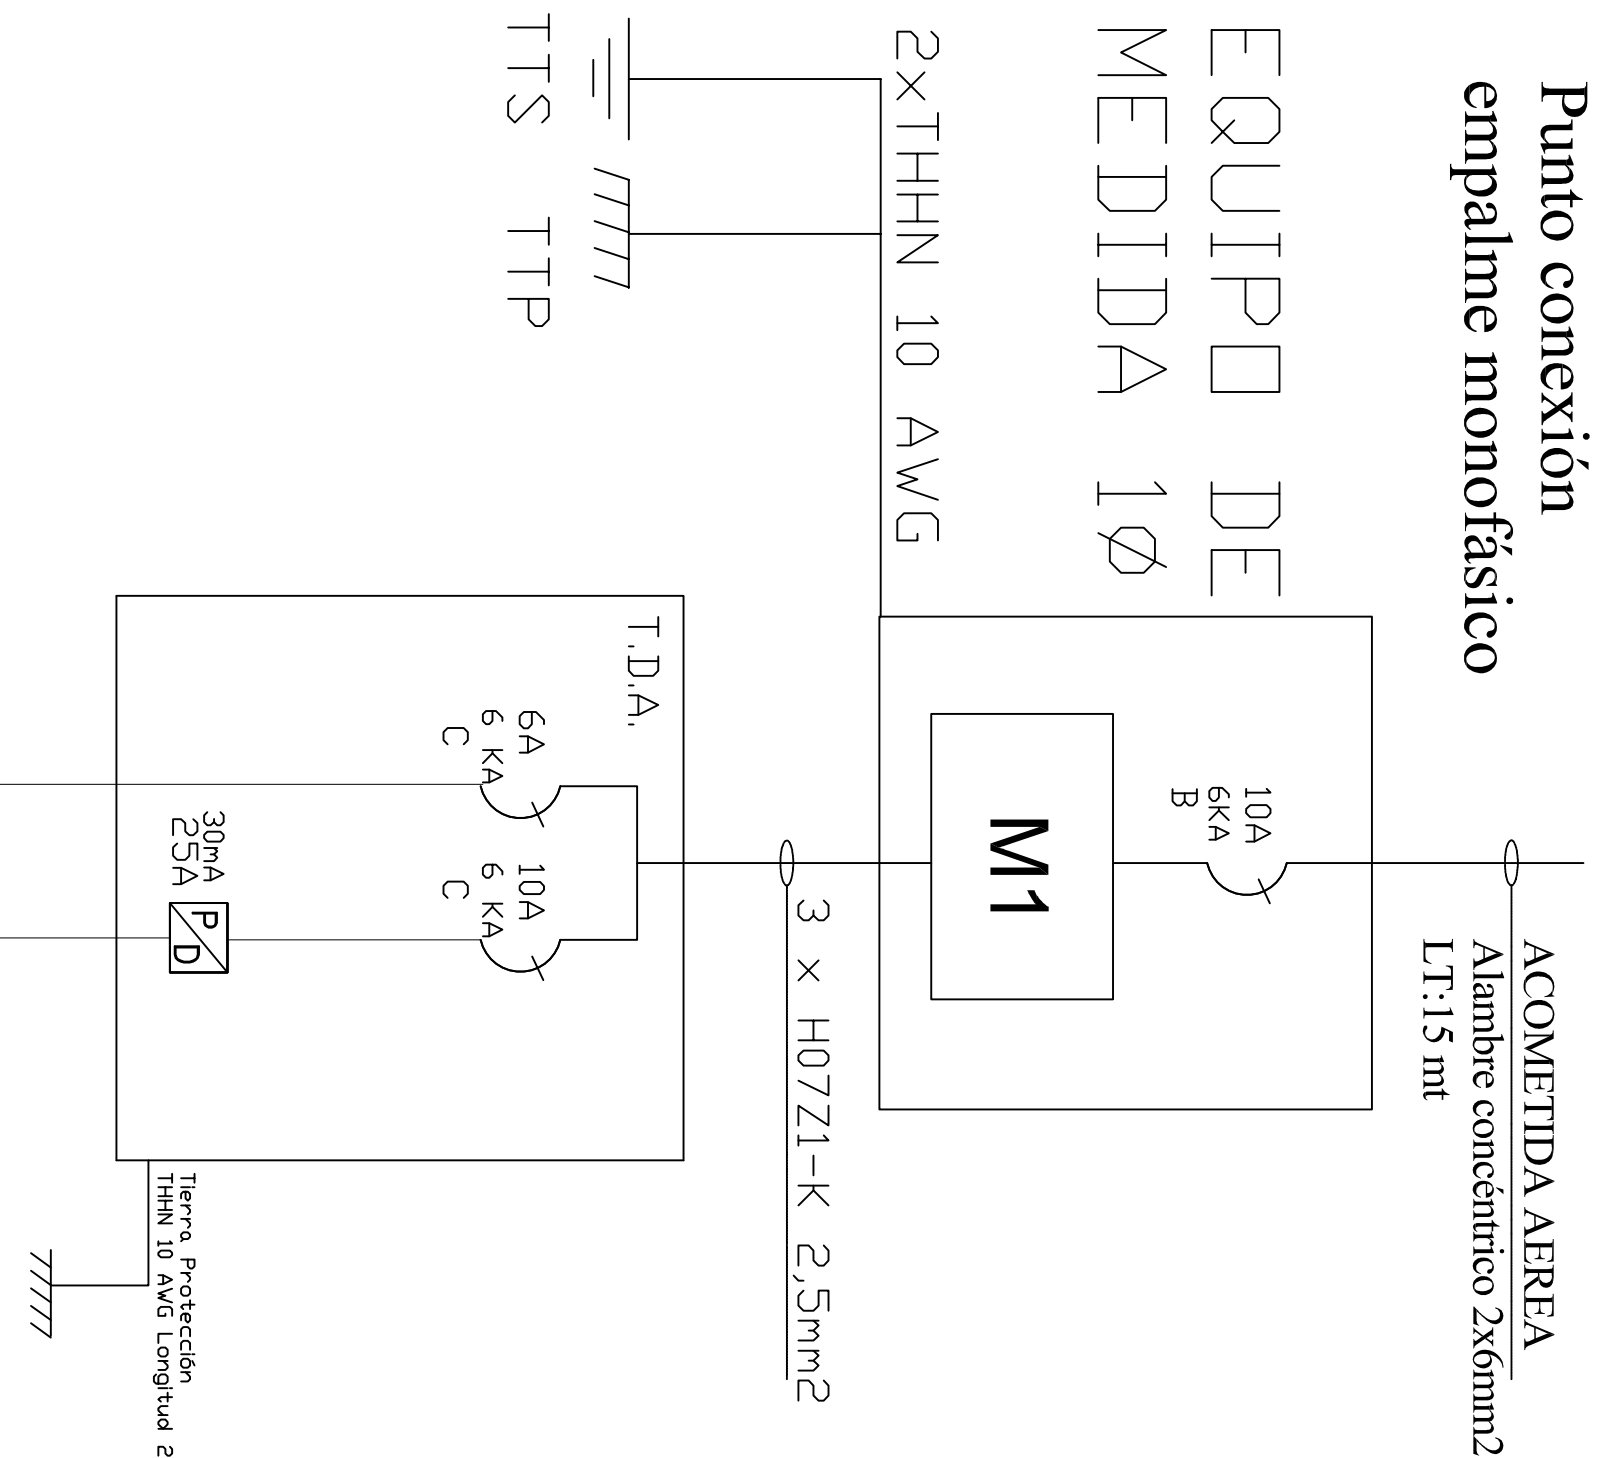 Punto conexión
empalme monofásico
ACOMETIDA AEREA
Alambre concéntrico 2x6mm2
LT:15 mt
EQUIPO DE
MEDIDA 1Ø
10A
6KA
B
M1
2xTHHN 10 AWG
TTS
TTP
3 x H07Z1-K 2,5mm2
T.D.A.
6A
6 KA
C
10A
6 KA
C
30mA
25A
P/D
Tierra Protección
THHN 10 AWG Longitud 2